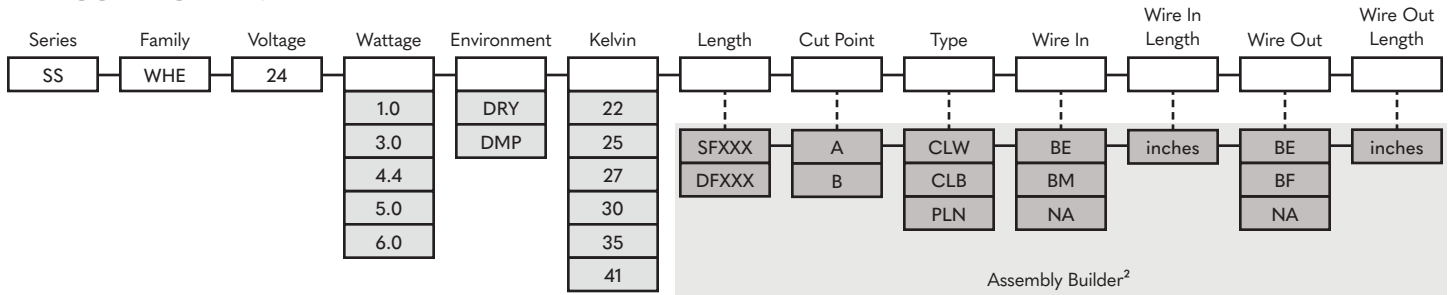 Series Family Voltage Wattage Environment Kelvin Length Cut Point Type Wire In Wire In Length Wire Out Wire Out Length
SS WHE 24
1.0 DRY 22
3.0 DMP 25 SFXXX A CLW BE inches BE inches
4.4 27 DFXXX B CLB BM BF
5.0 30 PLN NA NA
6.0 35
41 Assembly Builder²